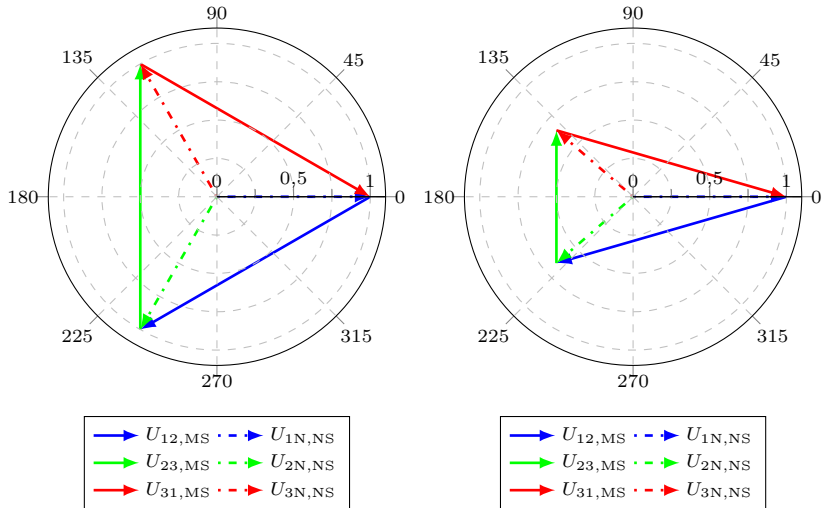 90 90
135 45 135 45
180 0 0,5 1 0 180 0 0,5 1 0
225 315 225 315
270 270
U12,MS U1N,NS U12,MS U1N,NS
U23,MS U2N,NS U23,MS U2N,NS
U31,MS U3N,NS U31,MS U3N,NS